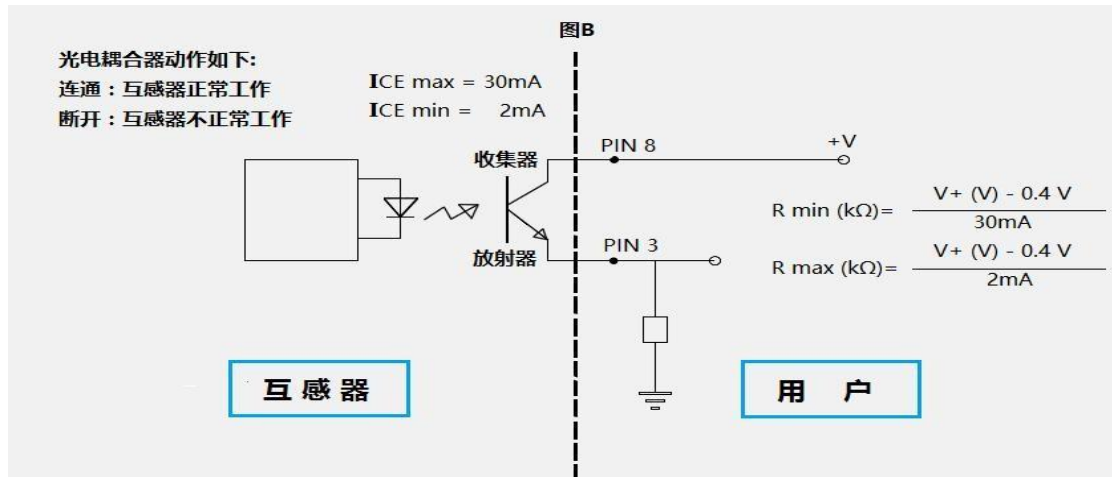 图B
光电耦合器动作如下:
连通：互感器正常工作
断开：互感器不正常工作
ICE max = 30mA
ICE min = 2mA
收集器
PIN 8
+V
R min (kΩ)= V+ (V) - 0.4 V
30mA
放射器
PIN 3
R max (kΩ)= V+ (V) - 0.4 V
2mA
互感器
用 户